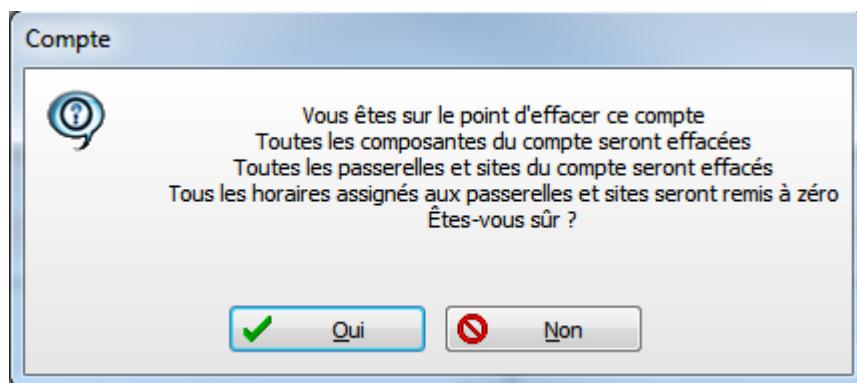 Compte
Vous êtes sur le point d'effacer ce compte
Toutes les composantes du compte seront effacées
Toutes les passerelles et sites du compte seront effacés
Tous les horaires assignés aux passerelles et sites seront remis à zéro
Êtes-vous sûr ?
Oui
Non